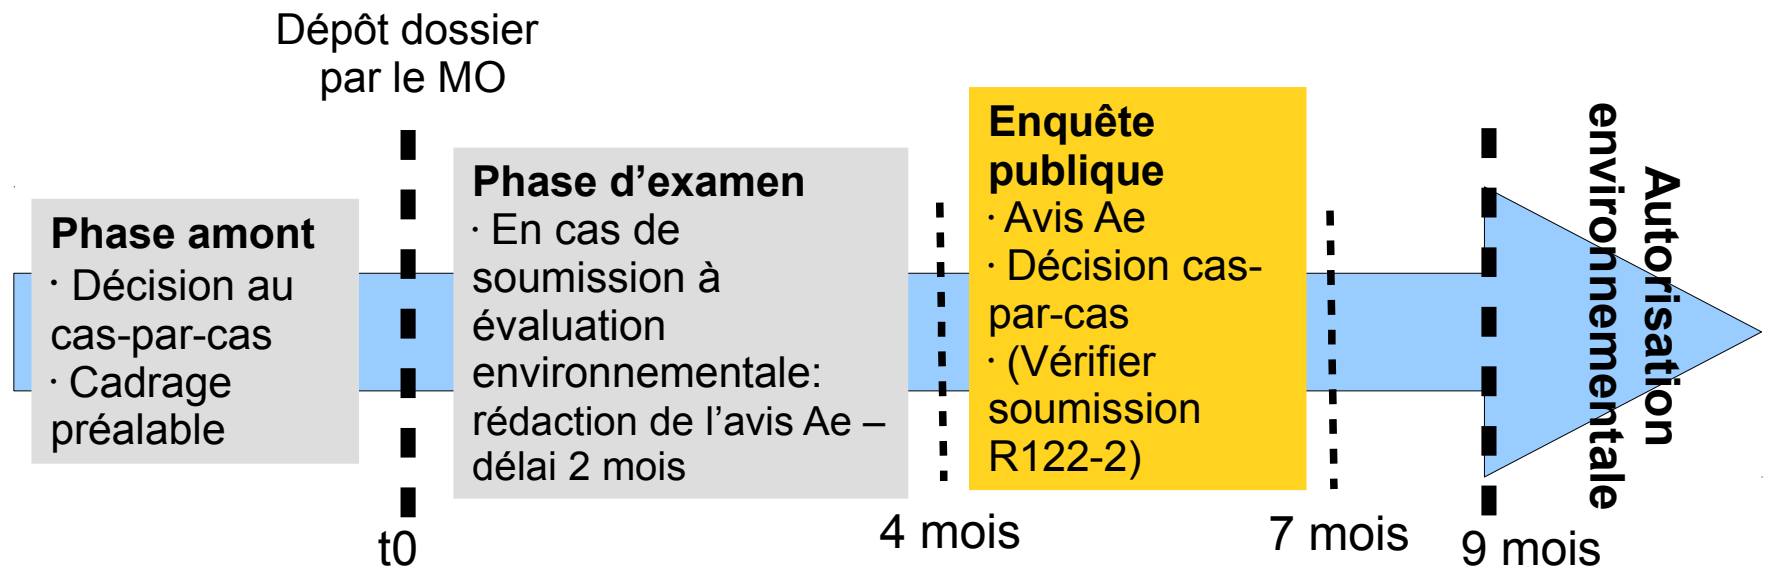 Dépôt dossier
par le MO
Phase amont
· Décision au
cas-par-cas
· Cadrage
préalable
Phase d’examen
· En cas de
soumission à
évaluation
environnementale:
rédaction de l’avis Ae –
délai 2 mois
Enquête
publique
· Avis Ae
· Décision cas-
par-cas
· (Vérifier
soumission
R122-2)
Autorisation
environnementale
t0
4 mois
7 mois
9 mois